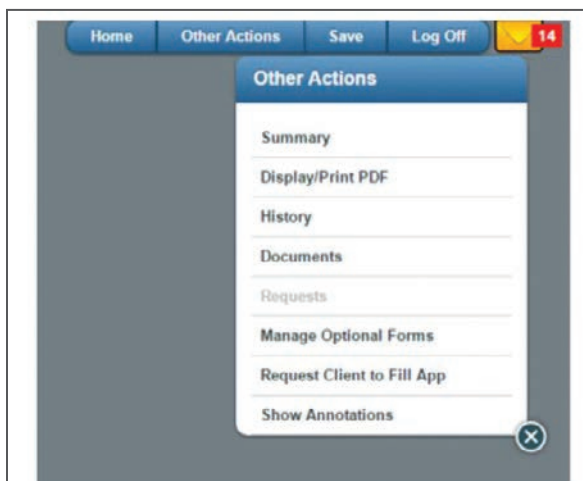 Home Other Actions Save Log Off 14
Other Actions
Summary
Display/Print PDF
History
Documents
Requests
Manage Optional Forms
Request Client to Fill App
Show Annotations